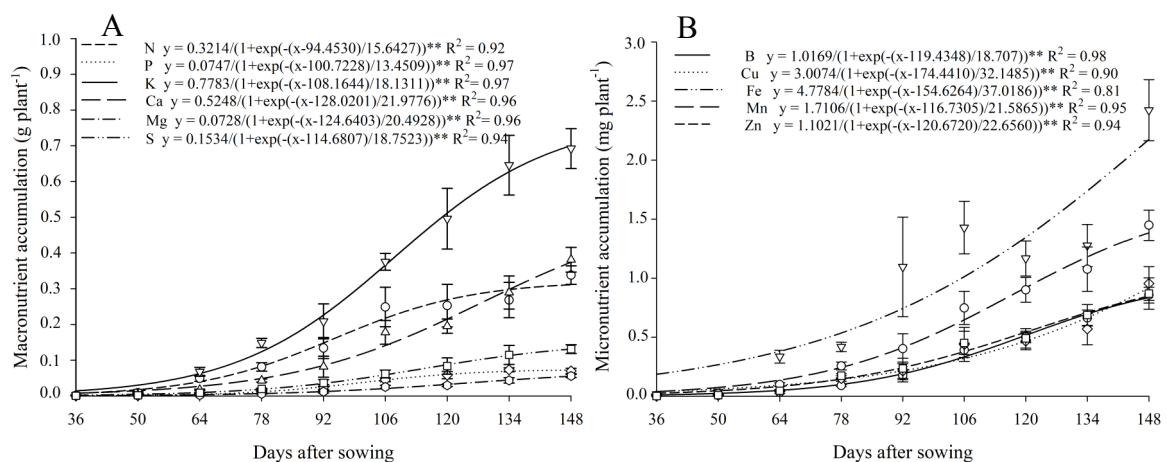 A
N y = 0.3214/(1+exp(-(x-94.4530)/15.6427))** R² = 0.92
P y = 0.0747/(1+exp(-(x-100.7228)/13.4509))** R² = 0.97
K y = 0.7783/(1+exp(-(x-108.1644)/18.1311))** R² = 0.97
Ca y = 0.5248/(1+exp(-(x-128.0201)/21.9776))** R² = 0.96
Mg y = 0.0728/(1+exp(-(x-124.6403)/20.4928))** R² = 0.96
S y = 0.1534/(1+exp(-(x-114.6807)/18.7523))** R² = 0.94
Macronutrient accumulation (g plant⁻¹)
1.0
0.9
0.8
0.7
0.6
0.5
0.4
0.3
0.2
0.1
0.0
36 50 64 78 92 106 120 134 148
Days after sowing
B
B y = 1.0169/(1+exp(-(x-119.4348)/18.707))** R² = 0.98
Cu y = 3.0074/(1+exp(-(x-174.4410)/32.1485))** R² = 0.90
Fe y = 4.7784/(1+exp(-(x-154.6264)/37.0186))** R² = 0.81
Mn y = 1.7106/(1+exp(-(x-116.7305)/21.5865))** R² = 0.95
Zn y = 1.1021/(1+exp(-(x-120.6720)/22.6560))** R² = 0.94
Micronutrient accumulation (mg plant⁻¹)
3.0
2.5
2.0
1.5
1.0
0.5
0.0
36 50 64 78 92 106 120 134 148
Days after sowing